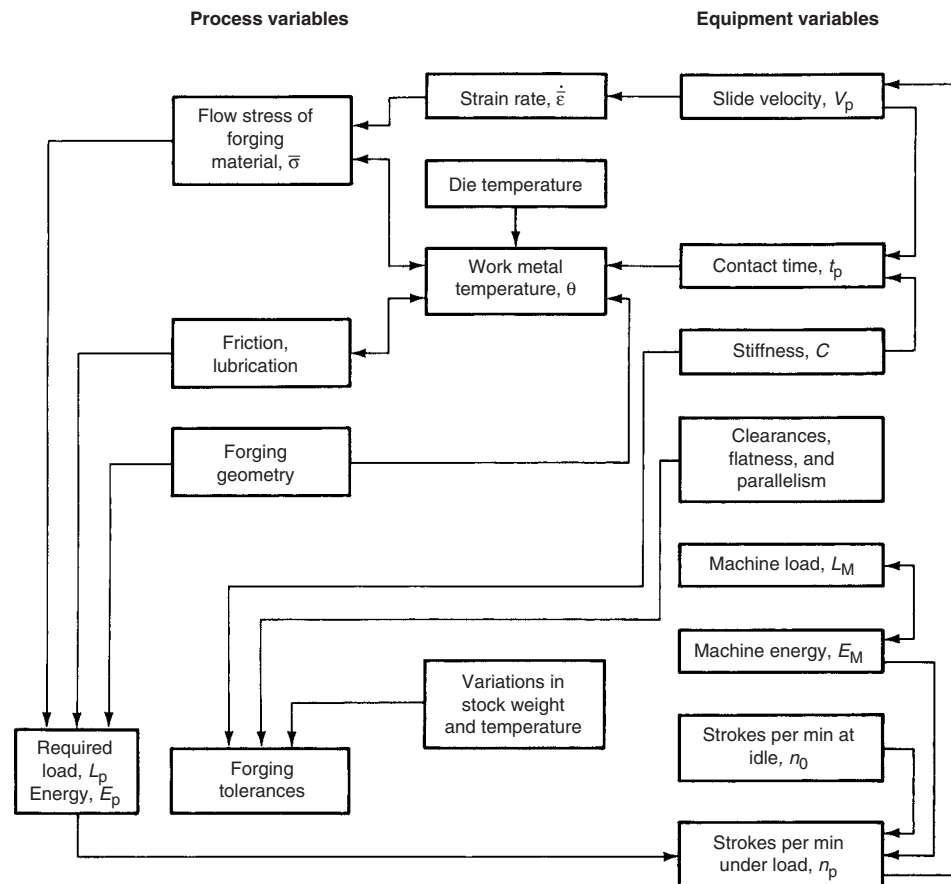 Process variables
Equipment variables
Strain rate, ε̄̇
Slide velocity, Vp
Flow stress of
forging
material, σ̄
Die temperature
Work metal
temperature, θ
Contact time, tp
Friction,
lubrication
Stiffness, C
Forging
geometry
Clearances,
flatness, and
parallelism
Machine load, LM
Machine energy, EM
Variations in
stock weight
and temperature
Required
load, Lp
Energy, Ep
Forging
tolerances
Strokes per min at
idle, n0
Strokes per min
under load, np